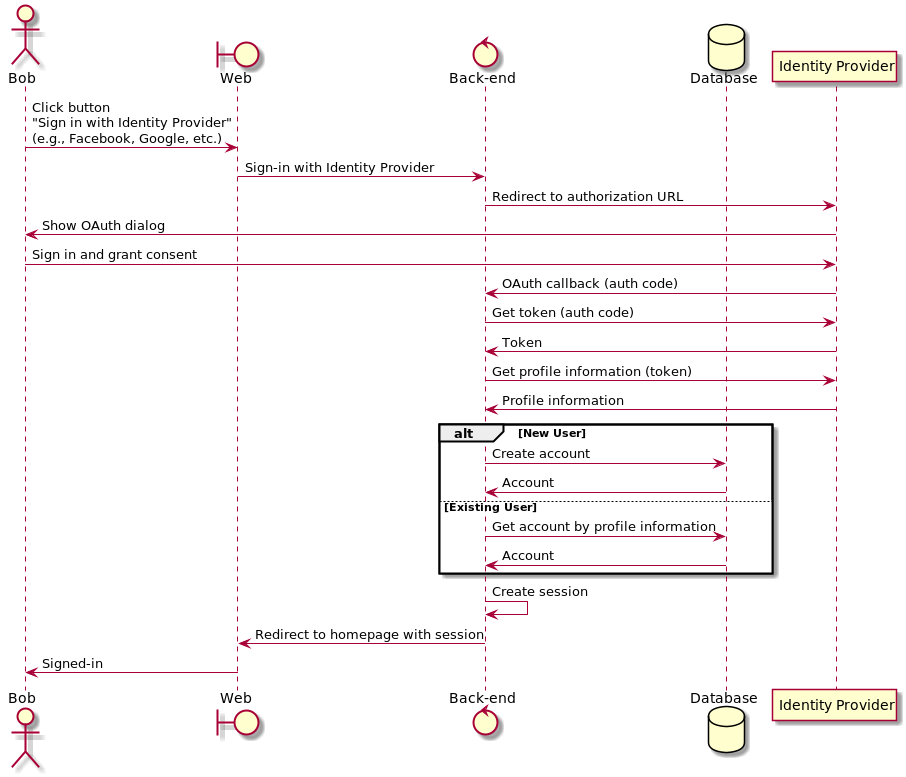 Bob
Web
Back-end
Database
Identity Provider
Click button
"Sign in with Identity Provider"
(e.g., Facebook, Google, etc.)
Sign-in with Identity Provider
Redirect to authorization URL
Show OAuth dialog
Sign in and grant consent
OAuth callback (auth code)
Get token (auth code)
Token
Get profile information (token)
Profile information
alt
[New User]
Create account
Account
[Existing User]
Get account by profile information
Account
Create session
Redirect to homepage with session
Signed-in
Bob
Web
Back-end
Database
Identity Provider